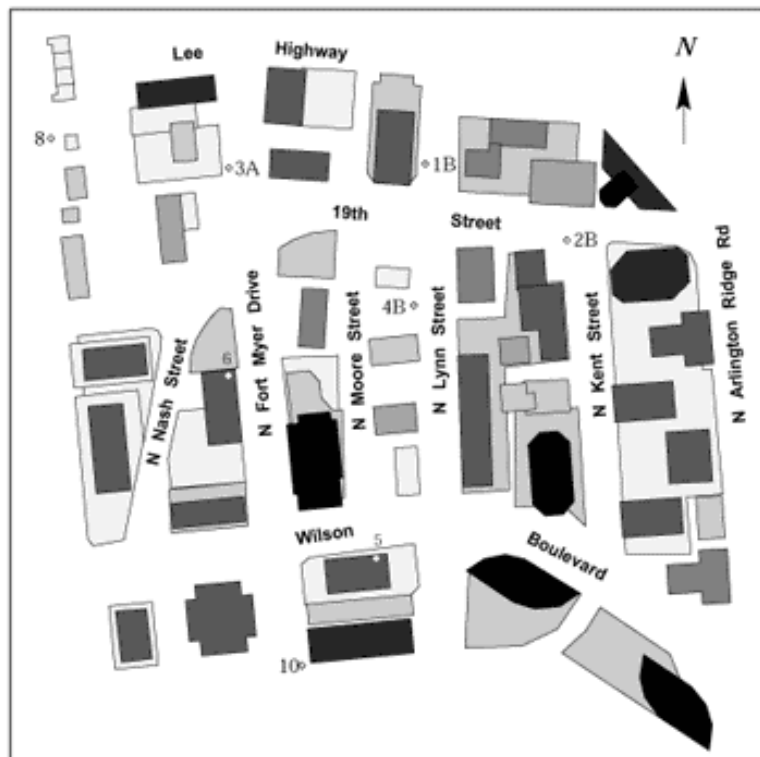 Lee Highway
N
8
3A
1B
19th Street
2B
4B
6
N Nash Street
N Fort Myer Drive
N Moore Street
N Lynn Street
N Kent Street
N Arlington Ridge Rd
Wilson Boulevard
5
10